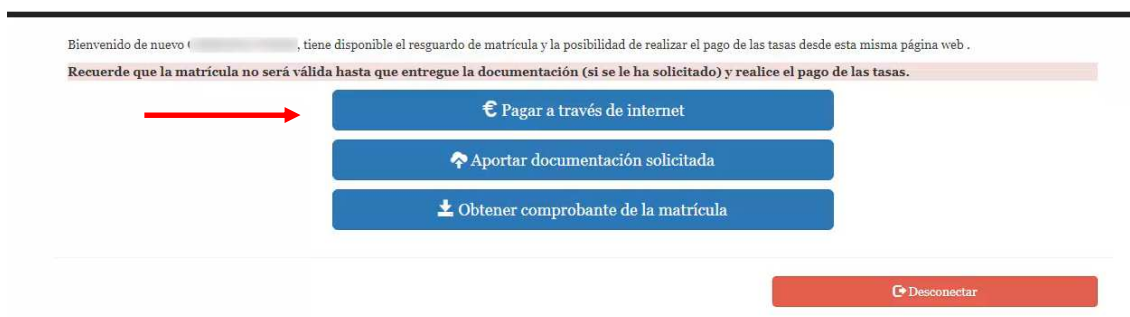 Bienvenido de nuevo , tiene disponible el resguardo de matrícula y la posibilidad de realizar el pago de las tasas desde esta misma página web .
Recuerde que la matrícula no será válida hasta que entregue la documentación (si se le ha solicitado) y realice el pago de las tasas.
€ Pagar a través de internet
Aportar documentación solicitada
Obtener comprobante de la matrícula
Desconectar